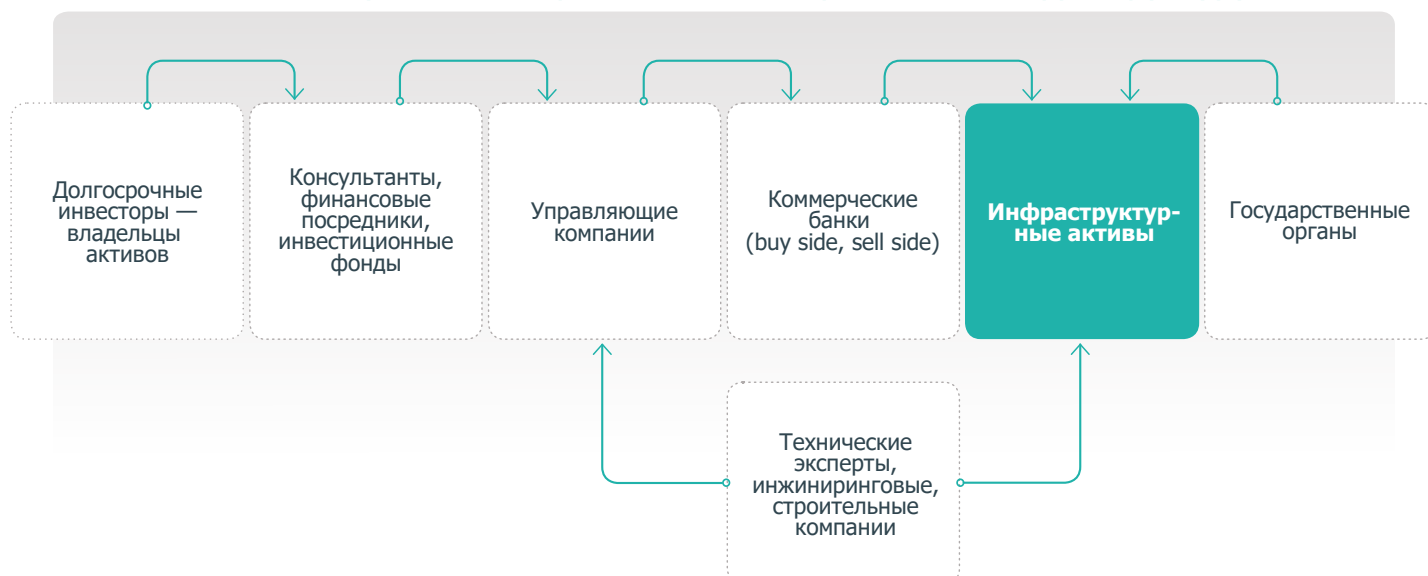 Долгосрочные
инвесторы —
владельцы
активов
Консультанты,
финансовые
посредники,
инвестиционные
фонды
Управляющие
компании
Коммерческие
банки
(buy side, sell side)
Инфраструктур-
ные активы
Государственные
органы
Технические
эксперты,
инжиниринговые,
строительные
компании